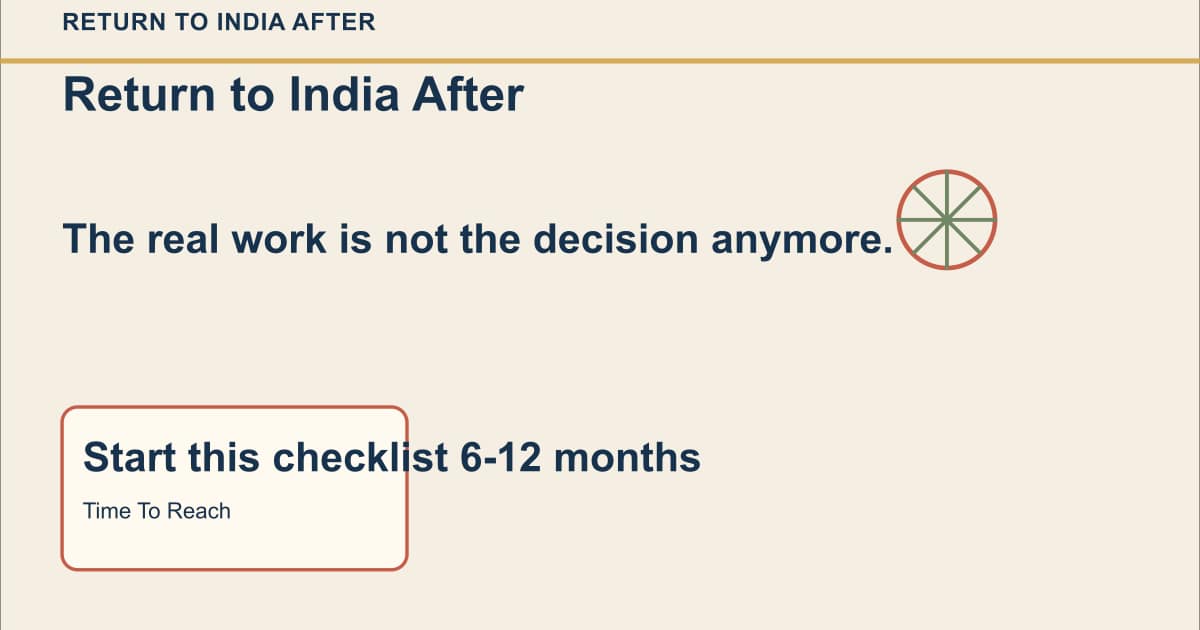 RETURN TO INDIA AFTER
Return to India After
The real work is not the decision anymore.
Start this checklist 6-12 months
Time To Reach